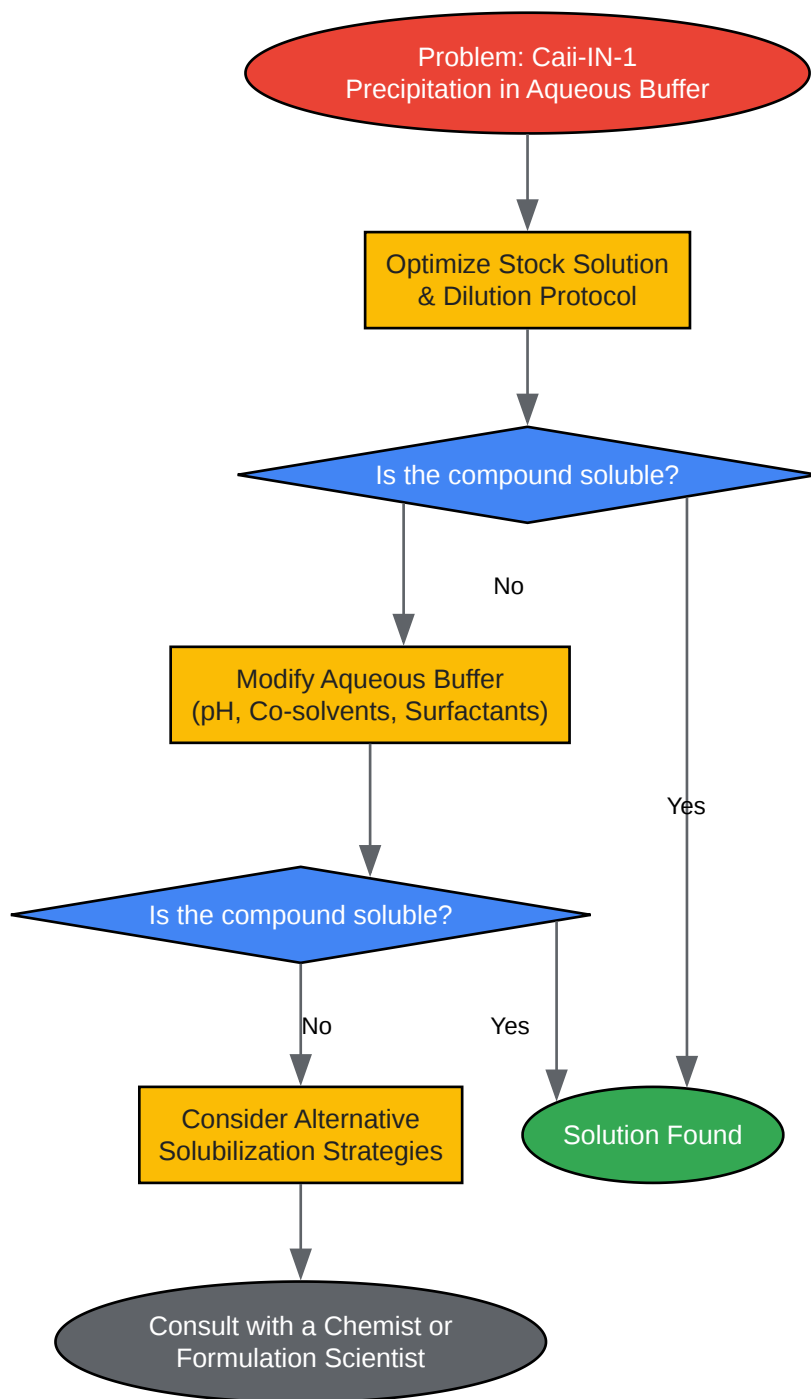 Problem: Caii-IN-1
Precipitation in Aqueous Buffer
Optimize Stock Solution
& Dilution Protocol
Is the compound soluble?
No
Modify Aqueous Buffer
(pH, Co-solvents, Surfactants)
Yes
Is the compound soluble?
No
Yes
Consider Alternative
Solubilization Strategies
Solution Found
Consult with a Chemist or
Formulation Scientist